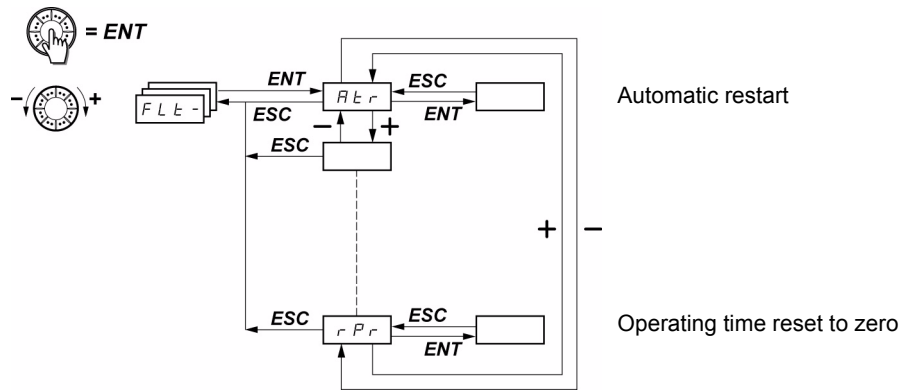 = ENT
- +
ENT
ESC
FLt-
ESC
Atr
ENT
Automatic restart
- +
ESC
+ -
ESC
ESC
rPr
ENT
Operating time reset to zero